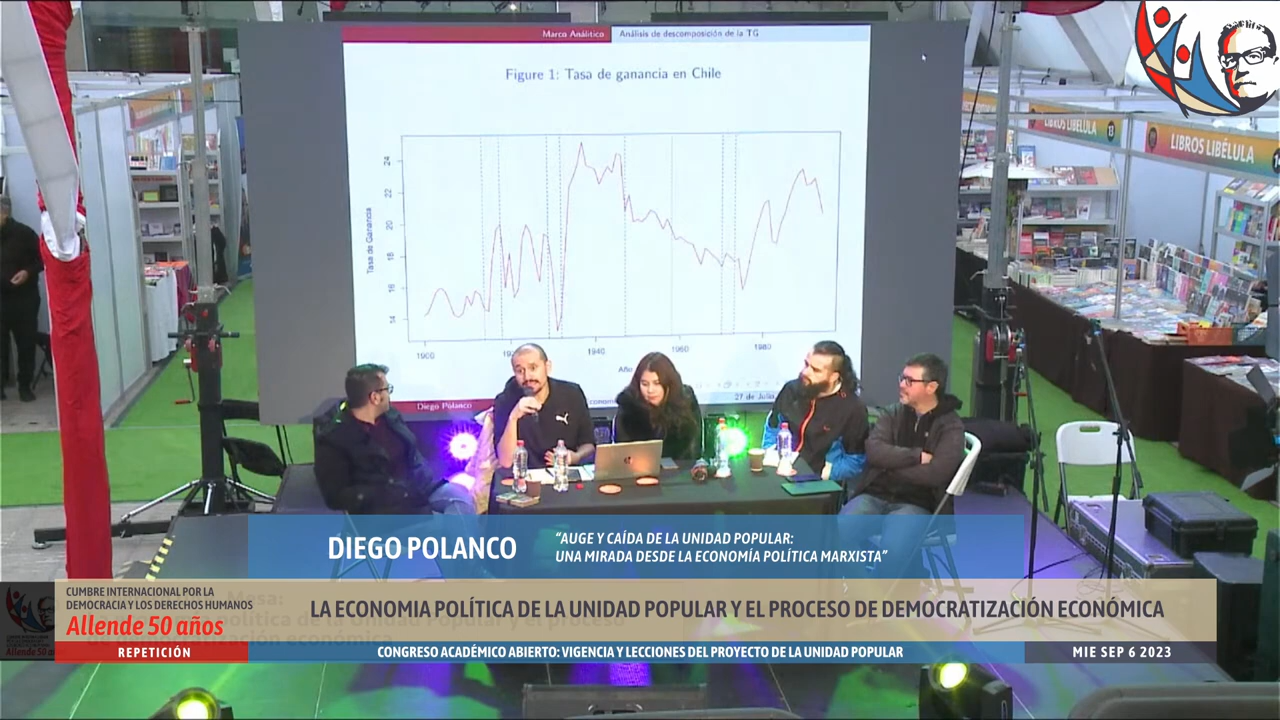 Marco Analítico
Análisis de descomposición de la TG
Figure 1: Tasa de ganancia en Chile
Tasa de Ganancia
14
16
18
20
22
24
1900
1940
1960
1980
Año
Diego Polanco
27 de Julio
LIBROS LIBÉLULA
13
LIBROS LIBÉLULA
DIEGO POLANCO
“AUGE Y CAÍDA DE LA UNIDAD POPULAR:
UNA MIRADA DESDE LA ECONOMÍA POLÍTICA MARXISTA”
CUMBRE INTERNACIONAL POR LA
DEMOCRACIA Y LOS DERECHOS HUMANOS
Allende 50 años
LA ECONOMIA POLÍTICA DE LA UNIDAD POPULAR Y EL PROCESO DE DEMOCRATIZACIÓN ECONÓMICA
REPETICIÓN
CONGRESO ACADÉMICO ABIERTO: VIGENCIA Y LECCIONES DEL PROYECTO DE LA UNIDAD POPULAR
MIE SEP 6 2023